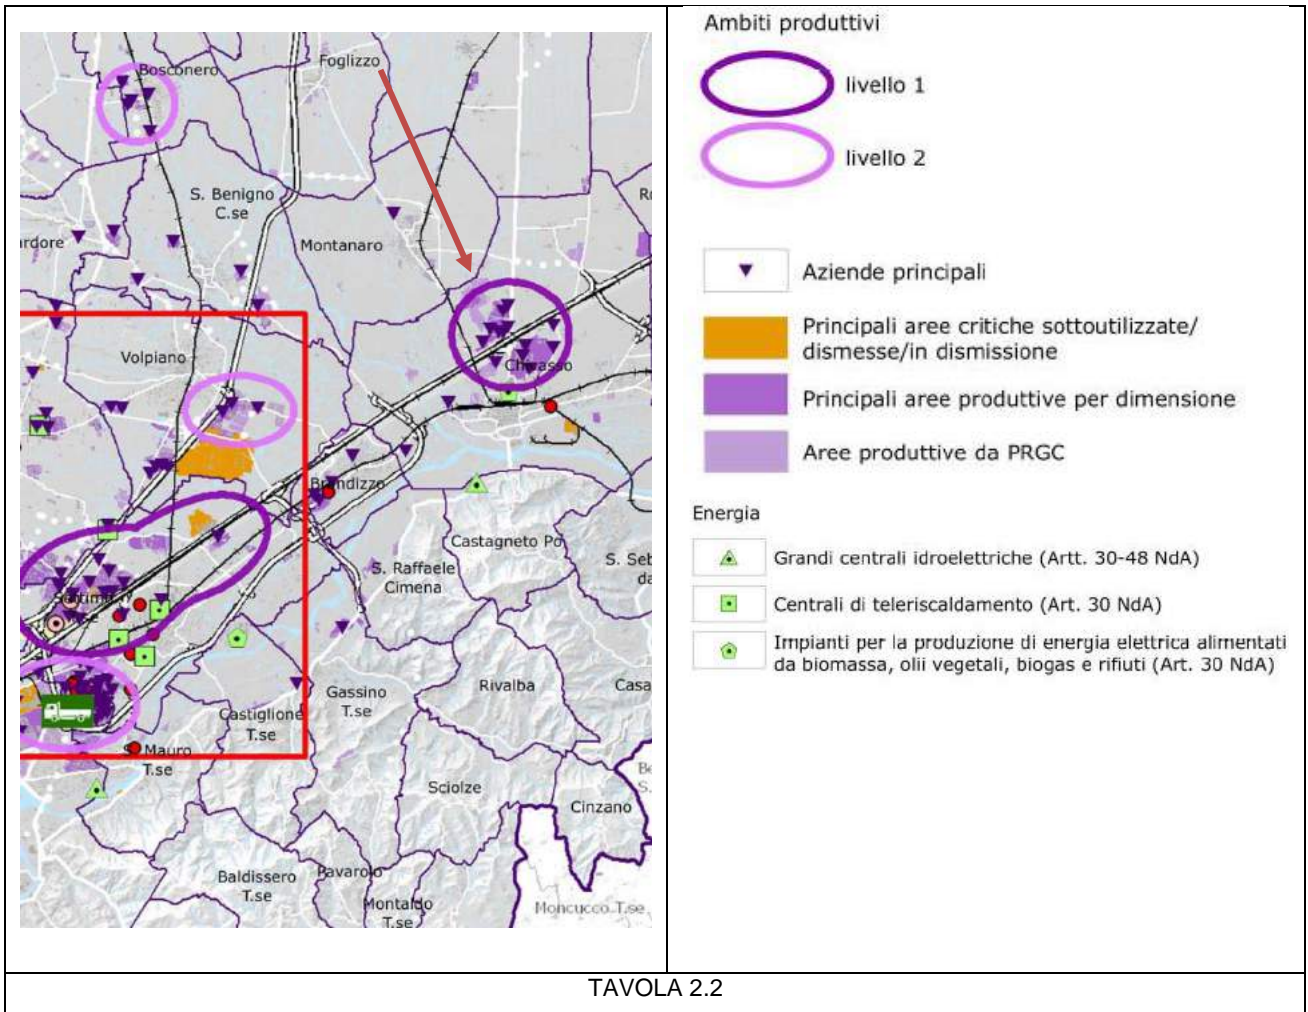 Bosconero
Foglizzo
S. Benigno
C.se
Montanaro
Volpiano
Chivasso
Brandizzo
Castagneto Po
S. Raffaele
Cimena
Settimo
Gassino
T.se
Rivalba
Castiglione
T.se
S. Mauro
T.se
Sciolze
Cinzano
Baldissero
T.se
Pavarolo
Montaldo
T.se
Moncucco T.se
Ambiti produttivi
livello 1
livello 2
Aziende principali
Principali aree critiche sottoutilizzate/
dismesse/in dismissione
Principali aree produttive per dimensione
Aree produttive da PRGC
Energia
Grandi centrali idroelettriche (Artt. 30-48 NdA)
Centrali di teleriscaldamento (Art. 30 NdA)
Impianti per la produzione di energia elettrica alimentati
da biomassa, olii vegetali, biogas e rifiuti (Art. 30 NdA)
TAVOLA 2.2